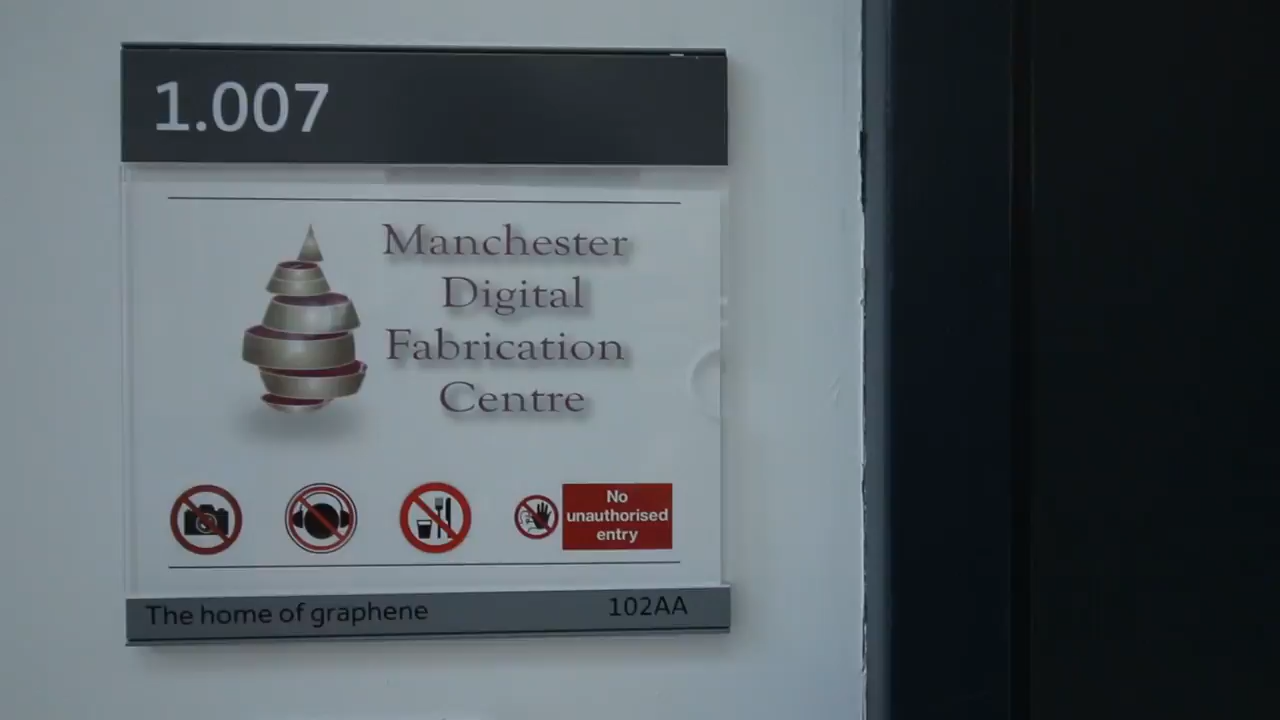 1.007
Manchester
Digital
Fabrication
Centre
No
unauthorised
entry
The home of graphene
102AA